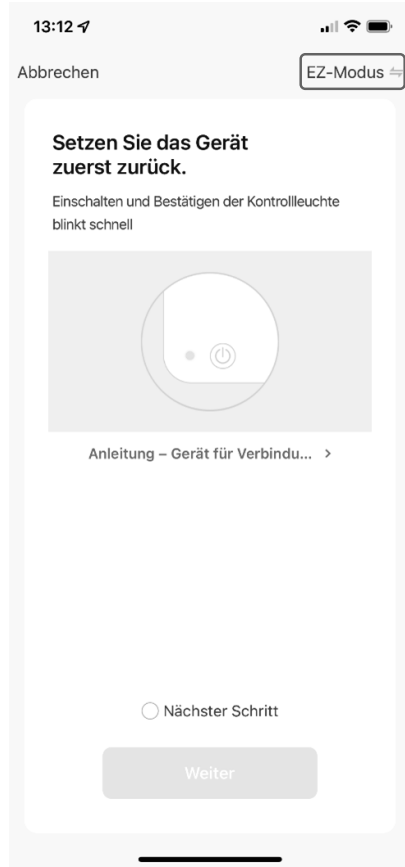 13:12
Abbrechen
EZ-Modus
Setzen Sie das Gerät
zuerst zurück.
Einschalten und Bestätigen der Kontrollleuchte
blinkt schnell
Anleitung – Gerät für Verbindu...
Nächster Schritt
Weiter